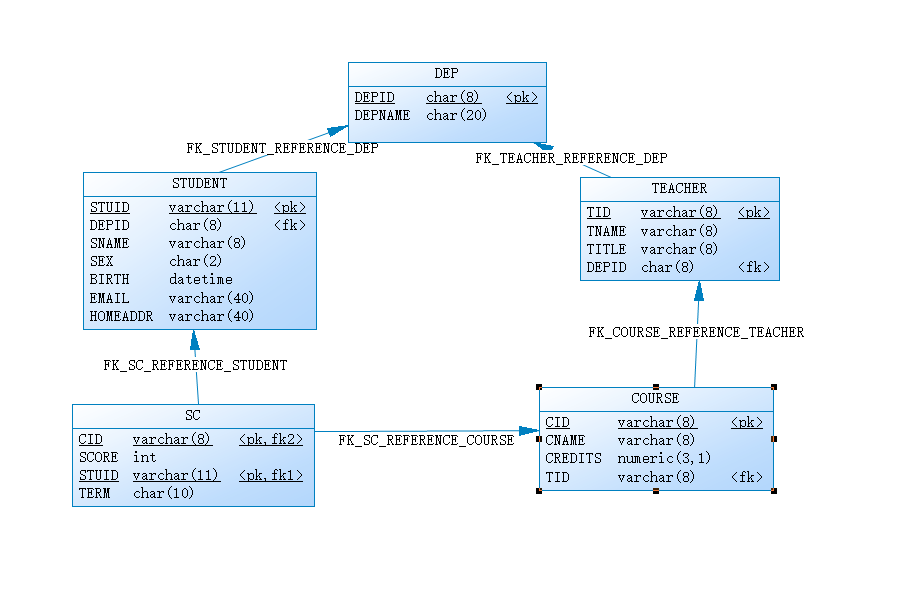 DEP
DEPID char(8) <pk>
DEPNAME char(20)
FK_STUDENT_REFERENCE_DEP
FK_TEACHER_REFERENCE_DEP
STUDENT
STUID varchar(11) <pk>
DEPID char(8) <fk>
SNAME varchar(8)
SEX char(2)
BIRTH datetime
EMAIL varchar(40)
HOMEADDR varchar(40)
TEACHER
TID varchar(8) <pk>
TNAME varchar(8)
TITLE varchar(8)
DEPID char(8) <fk>
FK_COURSE_REFERENCE_TEACHER
FK_SC_REFERENCE_STUDENT
SC
CID varchar(8) <pk,fk2>
SCORE int
STUID varchar(11) <pk,fk1>
TERM char(10)
FK_SC_REFERENCE_COURSE
COURSE
CID varchar(8) <pk>
CNAME varchar(8)
CREDITS numeric(3,1)
TID varchar(8) <fk>